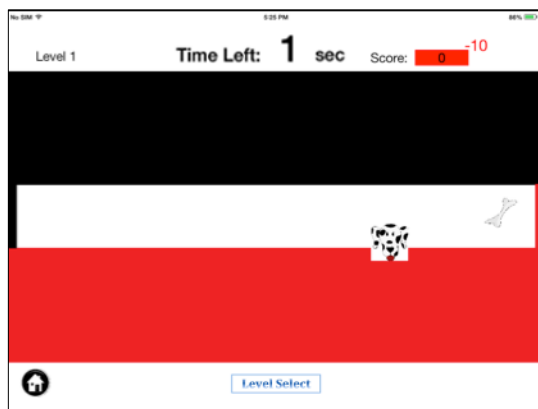 No SIM 5:25 PM 86%
Level 1 Time Left: 1 sec Score: 0 -10
Level Select